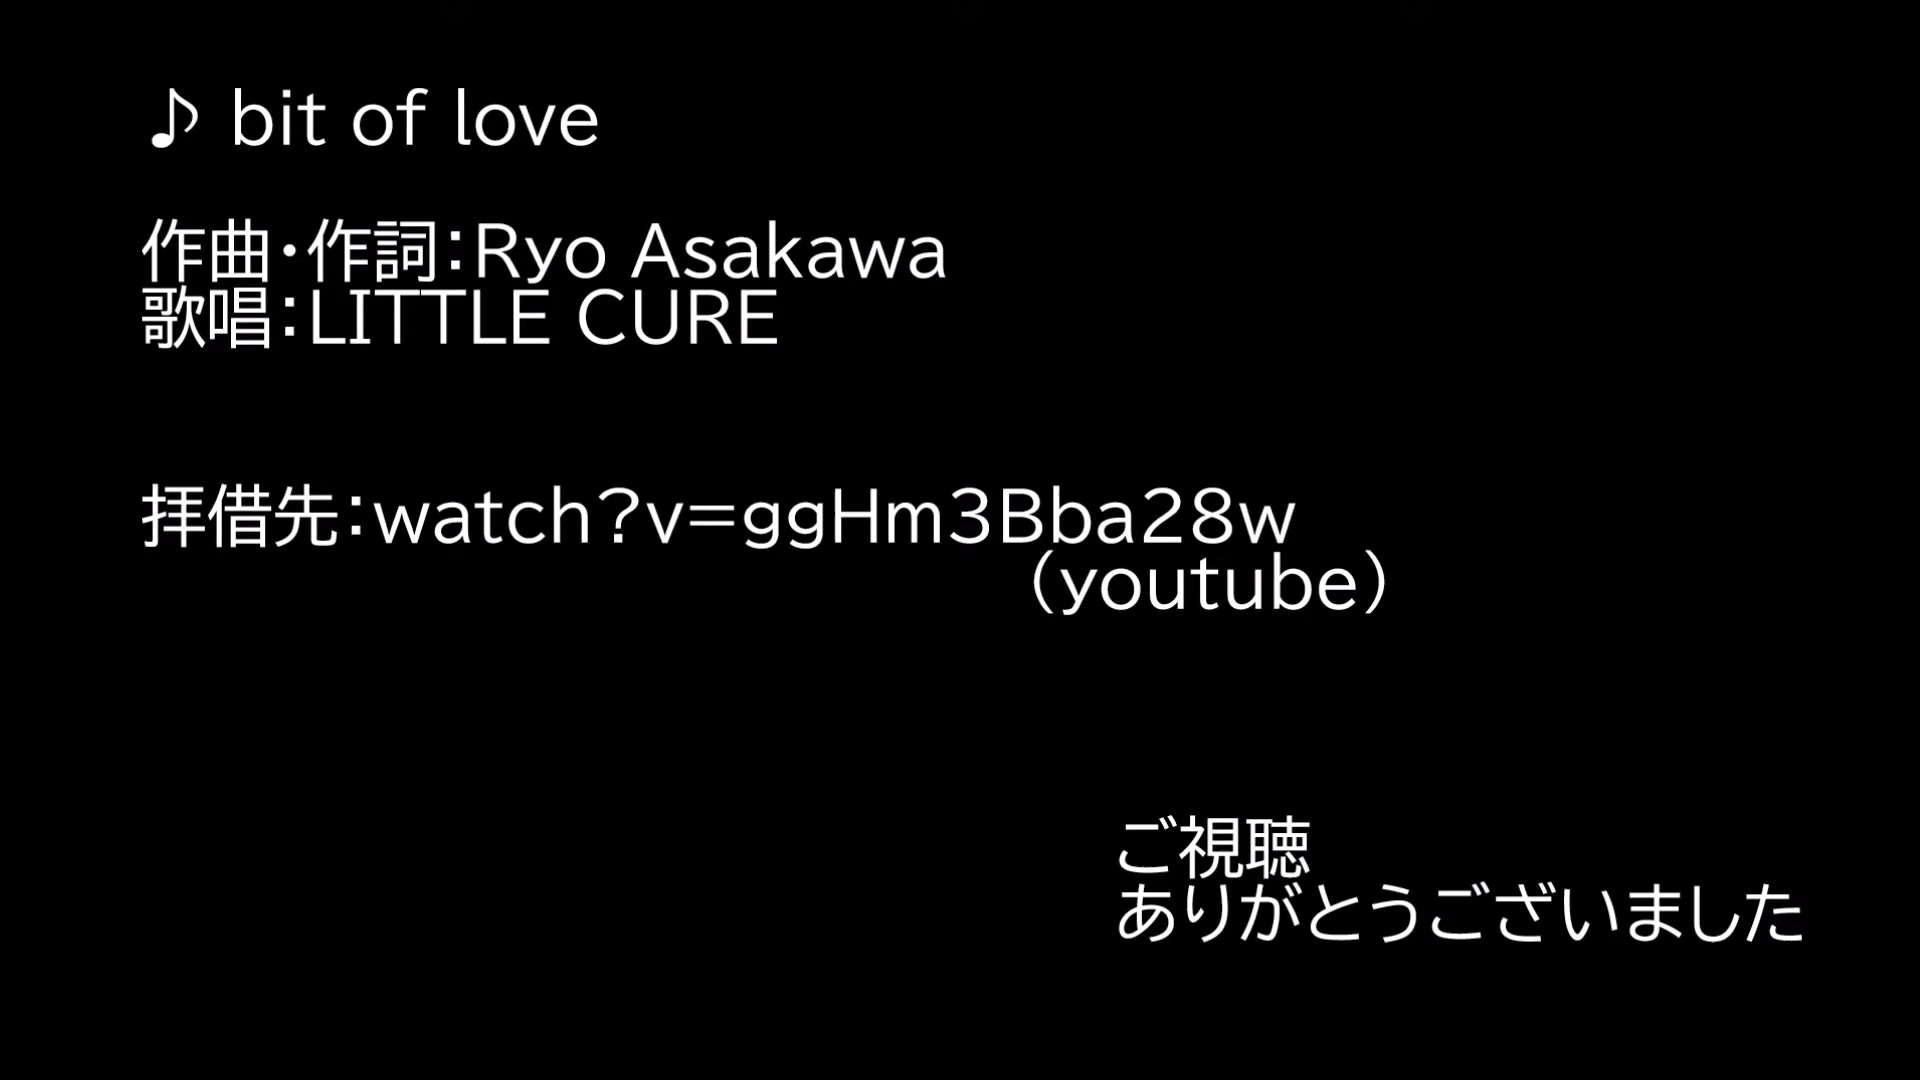 ♪ bit of love
作曲・作詞：Ryo Asakawa
歌唱：LITTLE CURE
拝借先：watch?v=ggHm3Bba28w
（youtube）
ご視聴
ありがとうございました